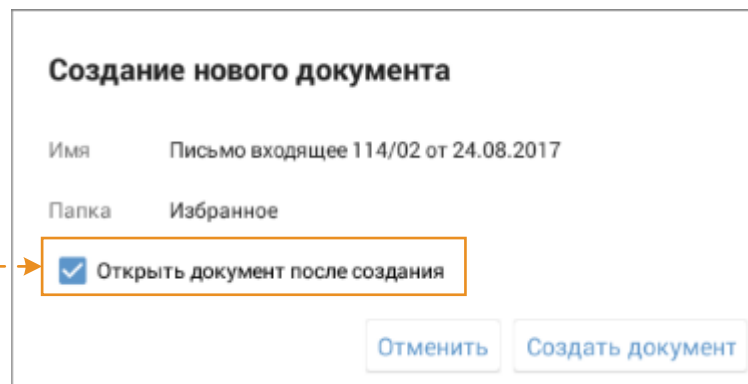 Создание нового документа
Имя Письмо входящее 114/02 от 24.08.2017
Папка Избранное
Открыть документ после создания
Отменить Создать документ